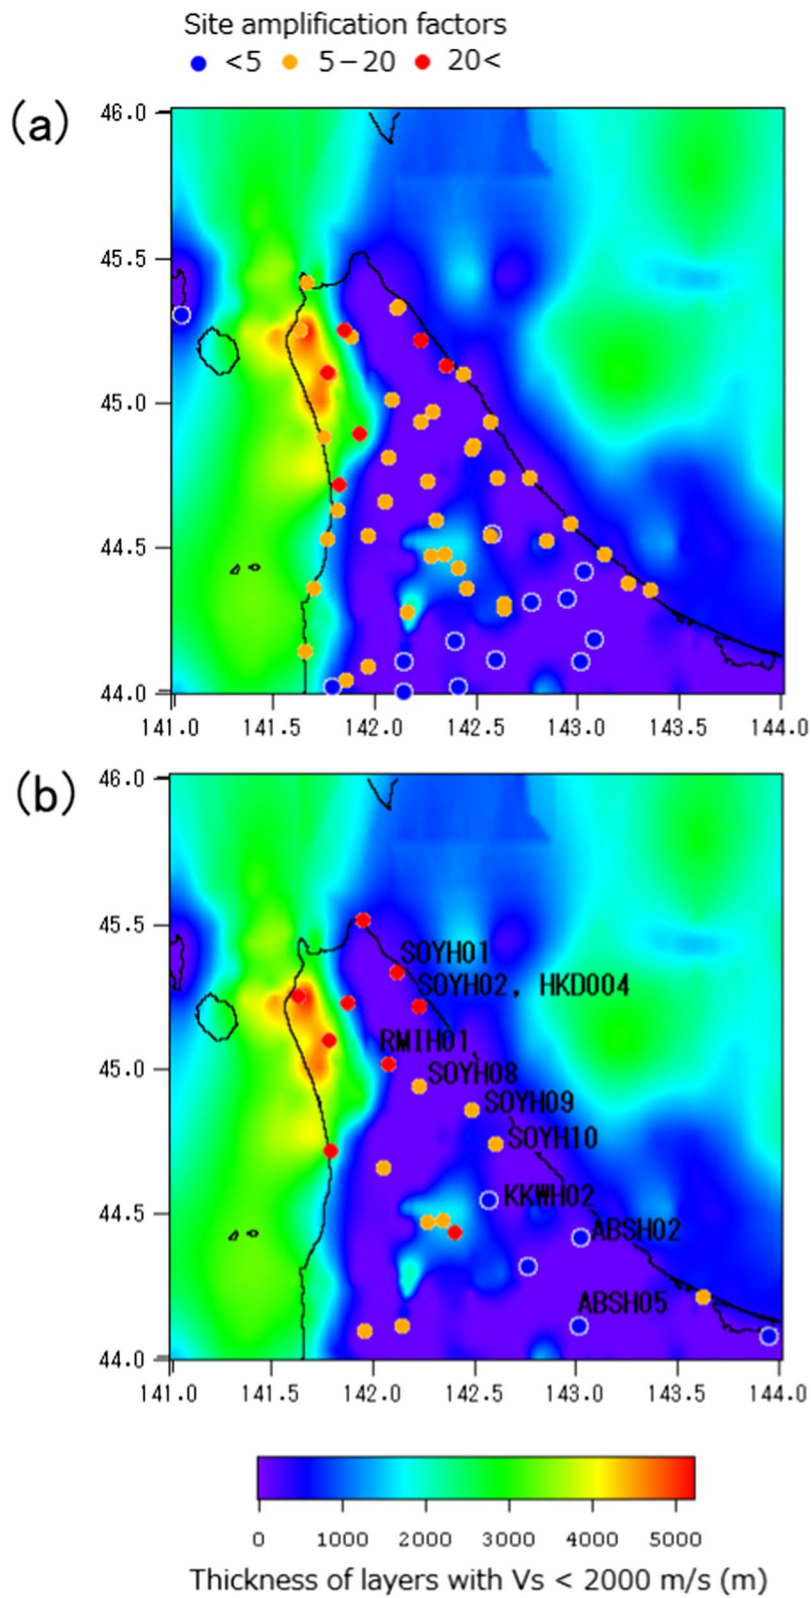 Site amplification factors
<5 5−20 20<
(a)
46.0
45.5
45.0
44.5
44.0
141.0 141.5 142.0 142.5 143.0 143.5 144.0
(b)
46.0
45.5
SOYH01
SOYH02, HKD004
RMIH01
45.0
SOYH08
SOYH09
SOYH10
KKWH02
44.5
ABSH02
ABSH05
44.0
141.0 141.5 142.0 142.5 143.0 143.5 144.0
0 1000 2000 3000 4000 5000
Thickness of layers with Vs < 2000 m/s (m)